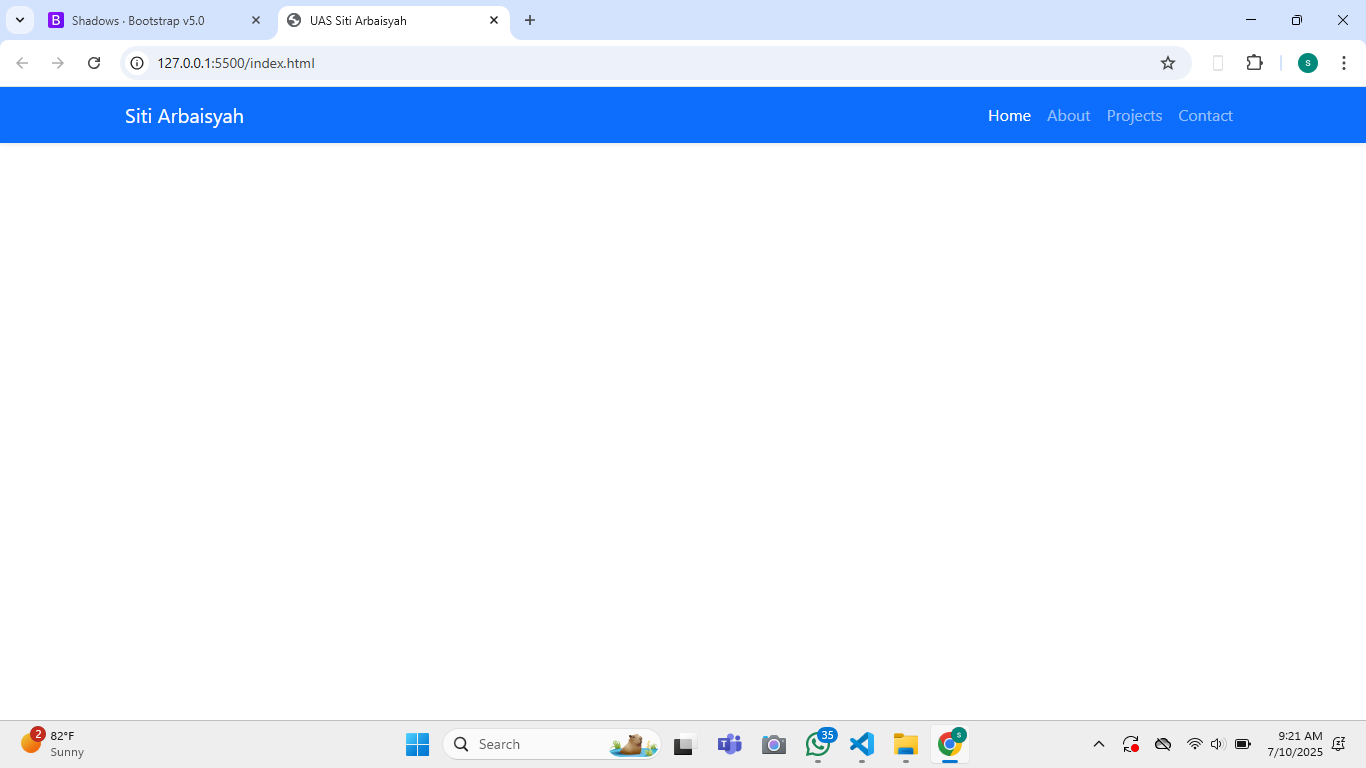 Shadows · Bootstrap v5.0
UAS Siti Arbaisyah
127.0.0.1:5500/index.html
s
Siti Arbaisyah
Home About Projects Contact
2
82°F
Sunny
Search
35
s
9:21 AM
7/10/2025